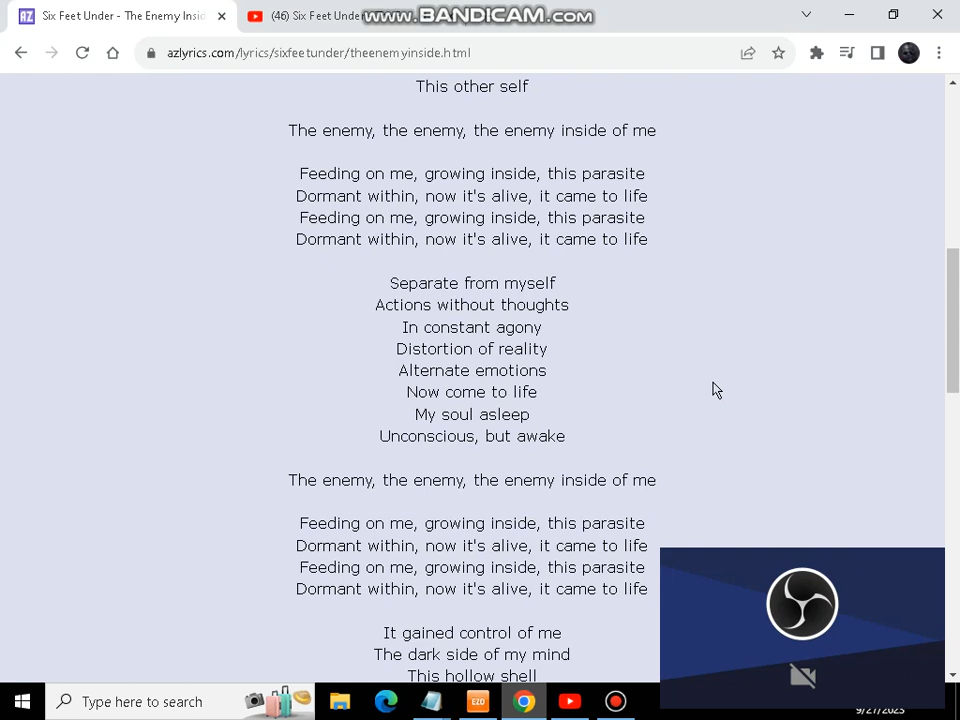 Six Feet Under - The Enemy Insid
(46) Six Feet Under
WWW.BANDICAM.COM
azlyrics.com/lyrics/sixfeetunder/theenemyinside.html
This other self
The enemy, the enemy, the enemy inside of me
Feeding on me, growing inside, this parasite
Dormant within, now it's alive, it came to life
Feeding on me, growing inside, this parasite
Dormant within, now it's alive, it came to life
Separate from myself
Actions without thoughts
In constant agony
Distortion of reality
Alternate emotions
Now come to life
My soul asleep
Unconscious, but awake
The enemy, the enemy, the enemy inside of me
Feeding on me, growing inside, this parasite
Dormant within, now it's alive, it came to life
Feeding on me, growing inside, this parasite
Dormant within, now it's alive, it came to life
It gained control of me
The dark side of my mind
This hollow shell
Type here to search
EZD
9/27/2023